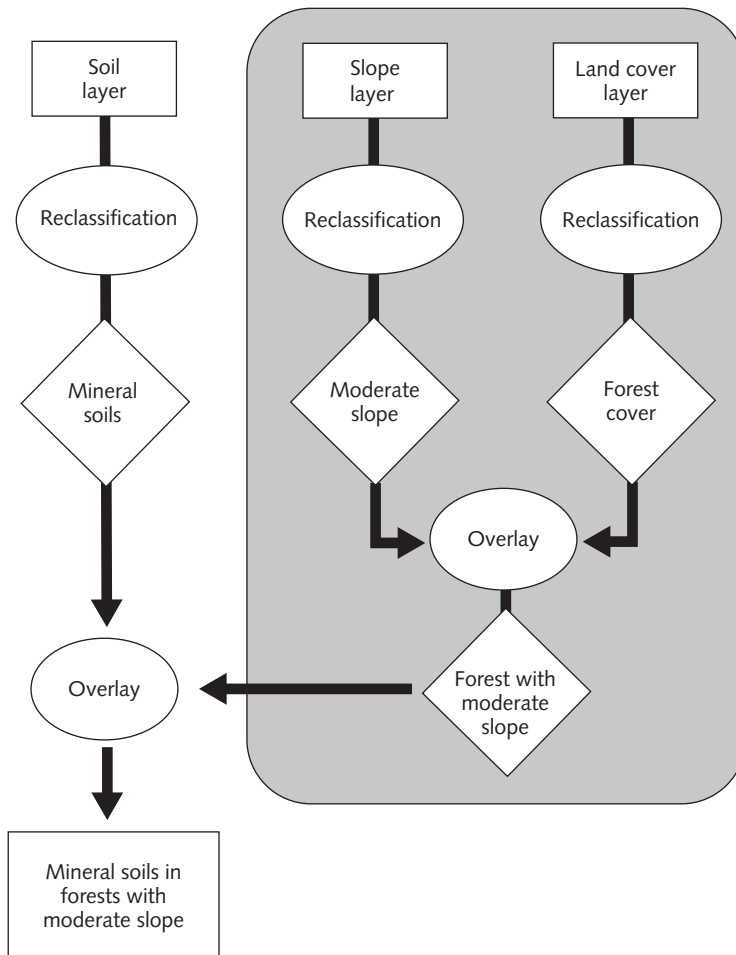 Soil
layer
Slope
layer
Land cover
layer
Reclassification
Reclassification
Reclassification
Mineral
soils
Moderate
slope
Forest
cover
Overlay
Overlay
Forest with
moderate
slope
Mineral soils in
forests with
moderate slope